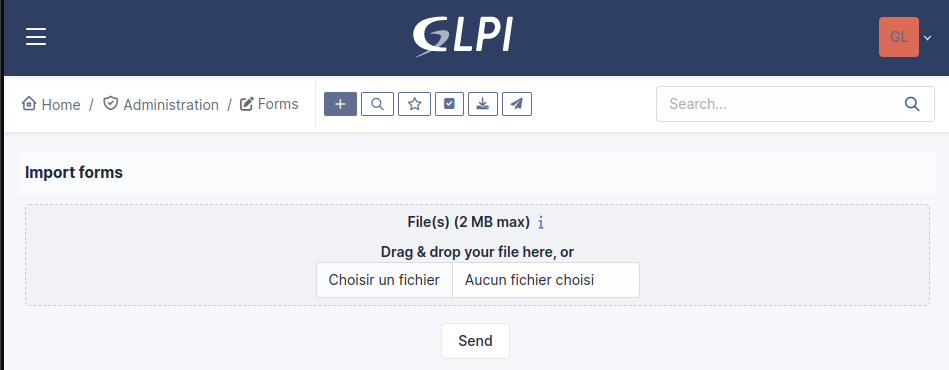 GLPI
GL
Home / Administration / Forms
Search...
Import forms
File(s) (2 MB max)
Drag & drop your file here, or
Choisir un fichier Aucun fichier choisi
Send